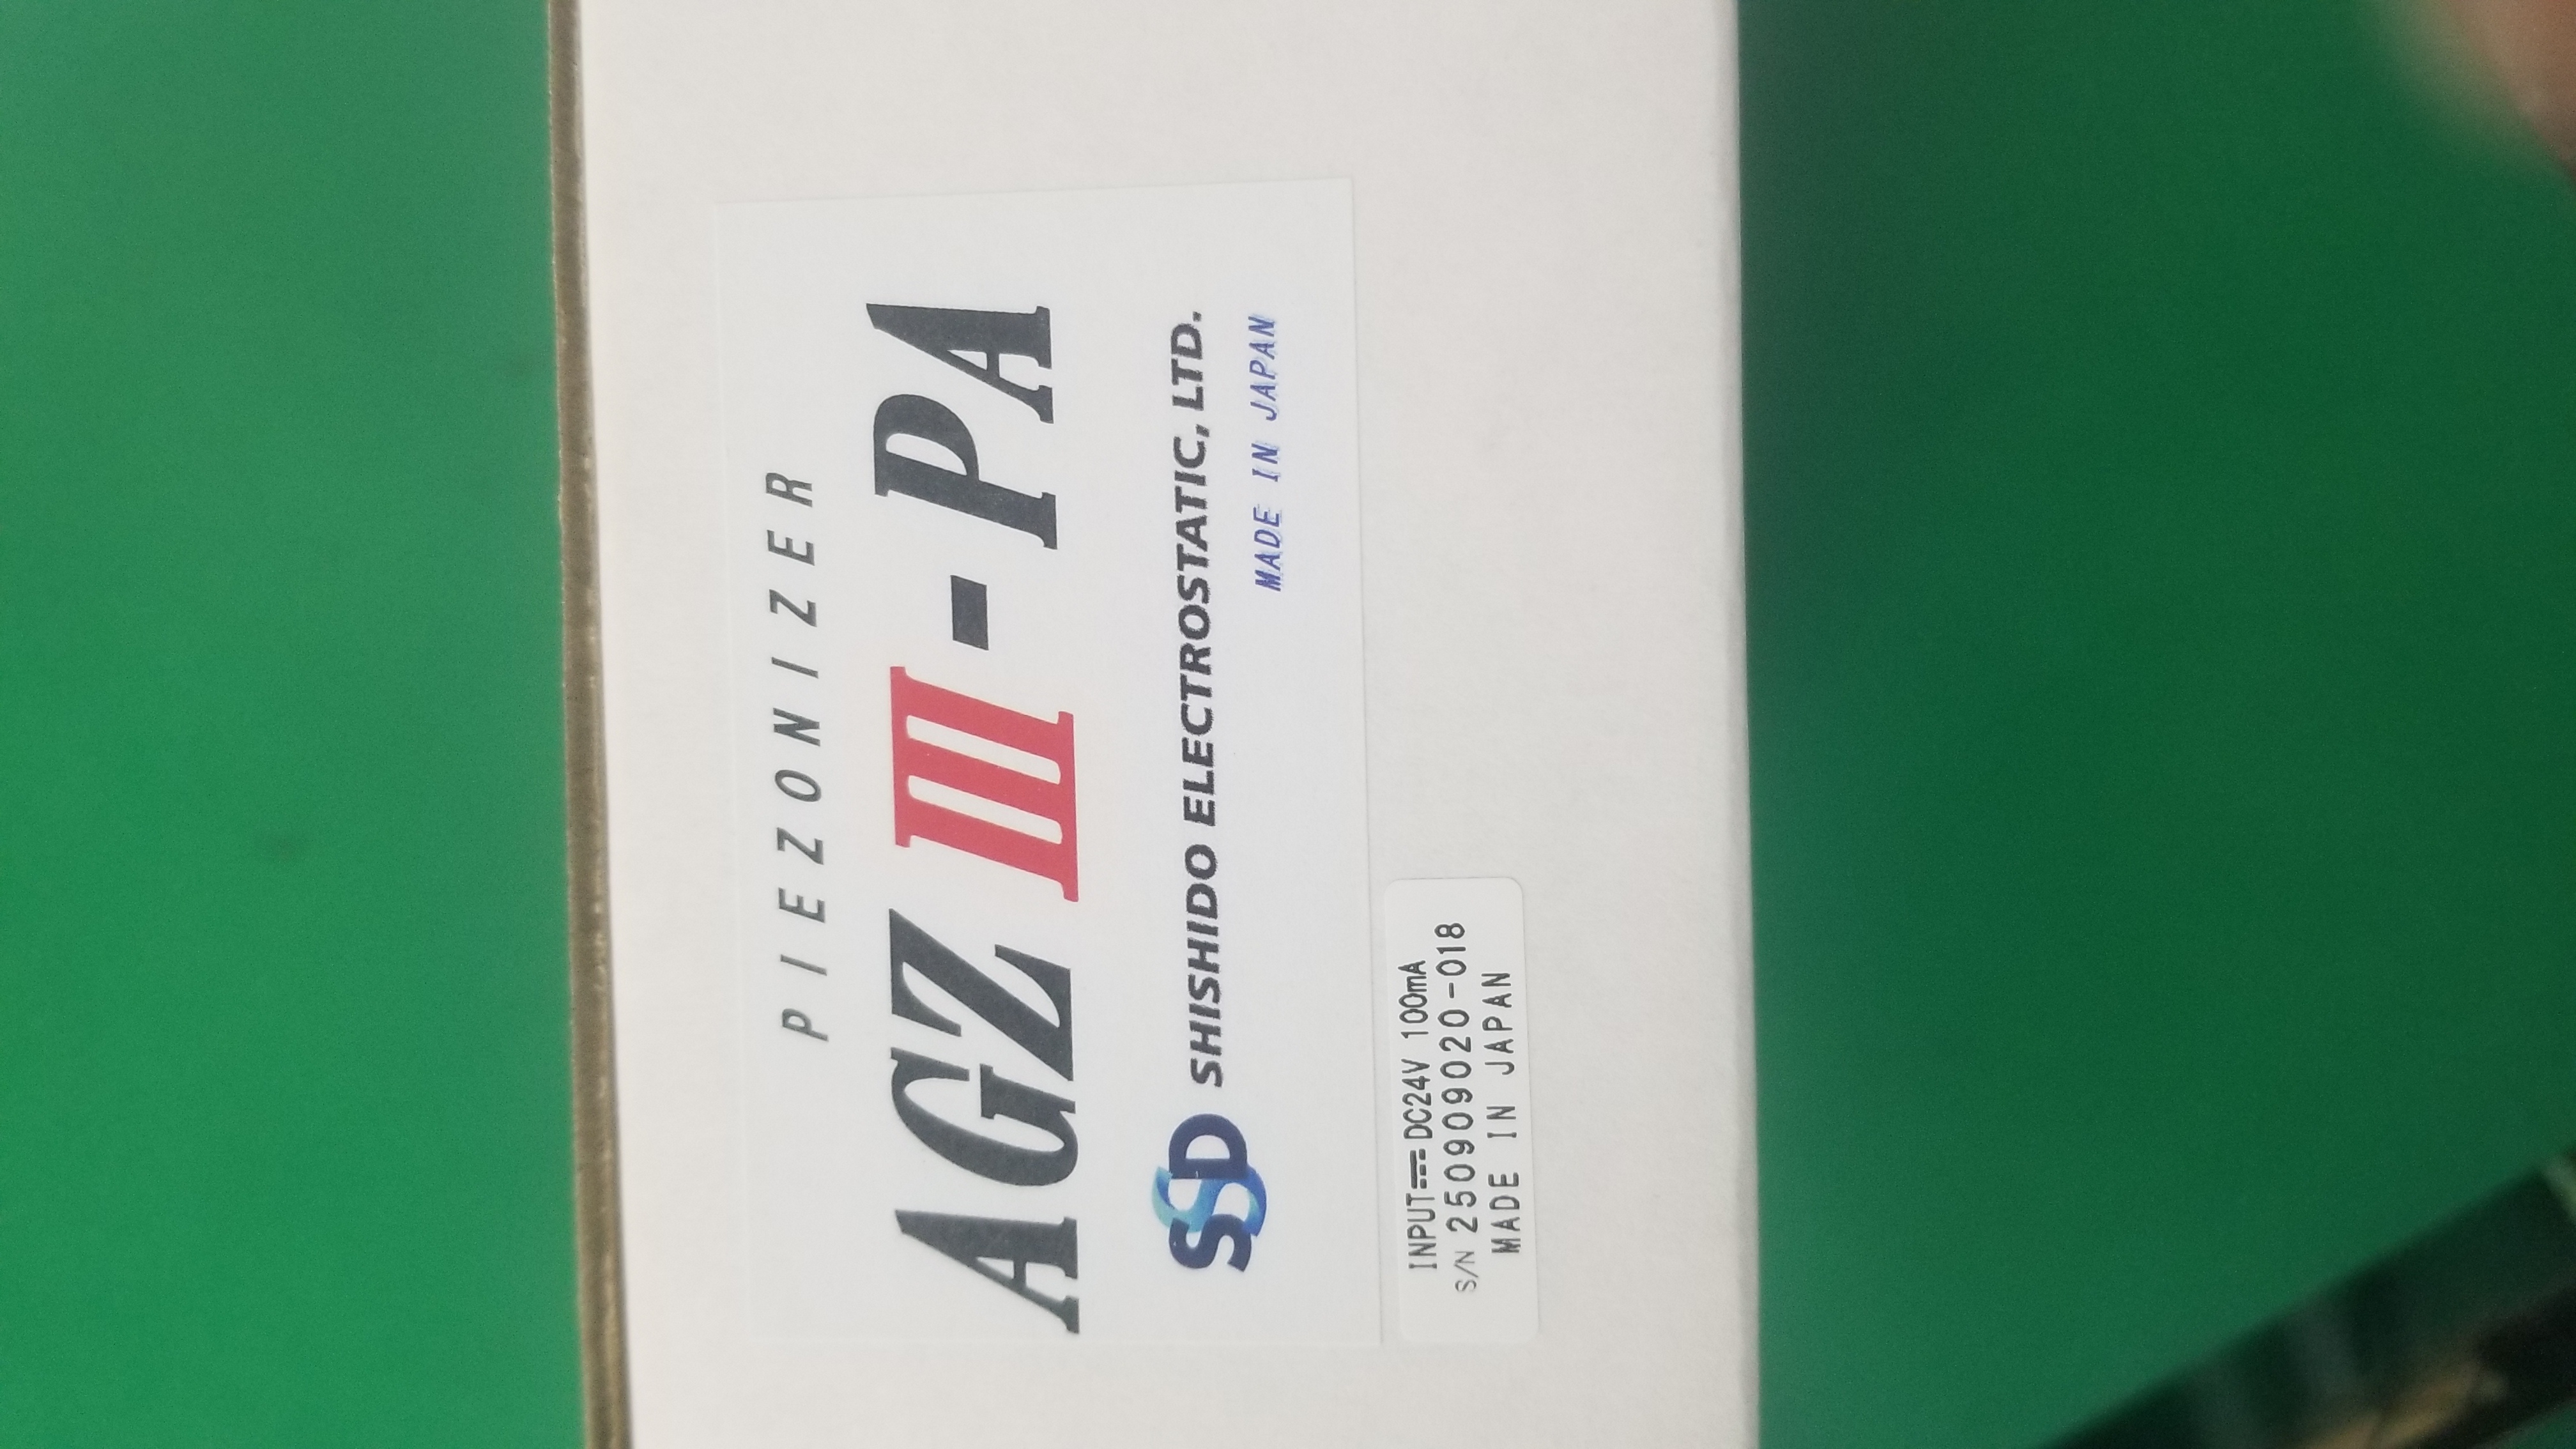 PIEZONIZER
AGZ III - PA
SSD SHISHIDO ELECTROSTATIC, LTD.
MADE IN JAPAN
INPUT⎓DC24V 100mA
S/N 250909020-018
MADE IN JAPAN